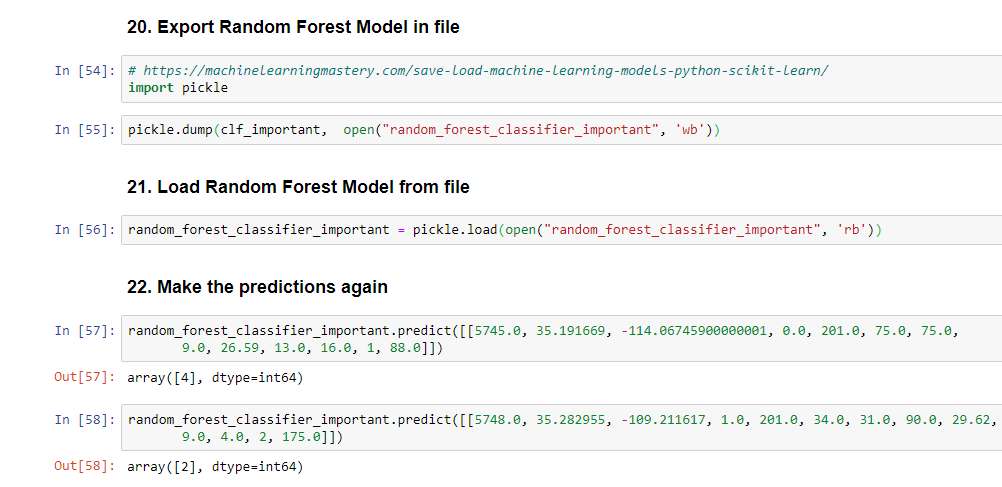 20. Export Random Forest Model in file
In [54]: # https://machinelearningmastery.com/save-load-machine-learning-models-python-scikit-learn/
import pickle
In [55]: pickle.dump(clf_important,  open("random_forest_classifier_important", 'wb'))
21. Load Random Forest Model from file
In [56]: random_forest_classifier_important = pickle.load(open("random_forest_classifier_important", 'rb'))
22. Make the predictions again
In [57]: random_forest_classifier_important.predict([[5745.0, 35.191669, -114.06745900000001, 0.0, 201.0, 75.0, 75.0,
9.0, 26.59, 13.0, 16.0, 1, 88.0]])
Out[57]: array([4], dtype=int64)
In [58]: random_forest_classifier_important.predict([[5748.0, 35.282955, -109.211617, 1.0, 201.0, 34.0, 31.0, 90.0, 29.62,
9.0, 4.0, 2, 175.0]])
Out[58]: array([2], dtype=int64)